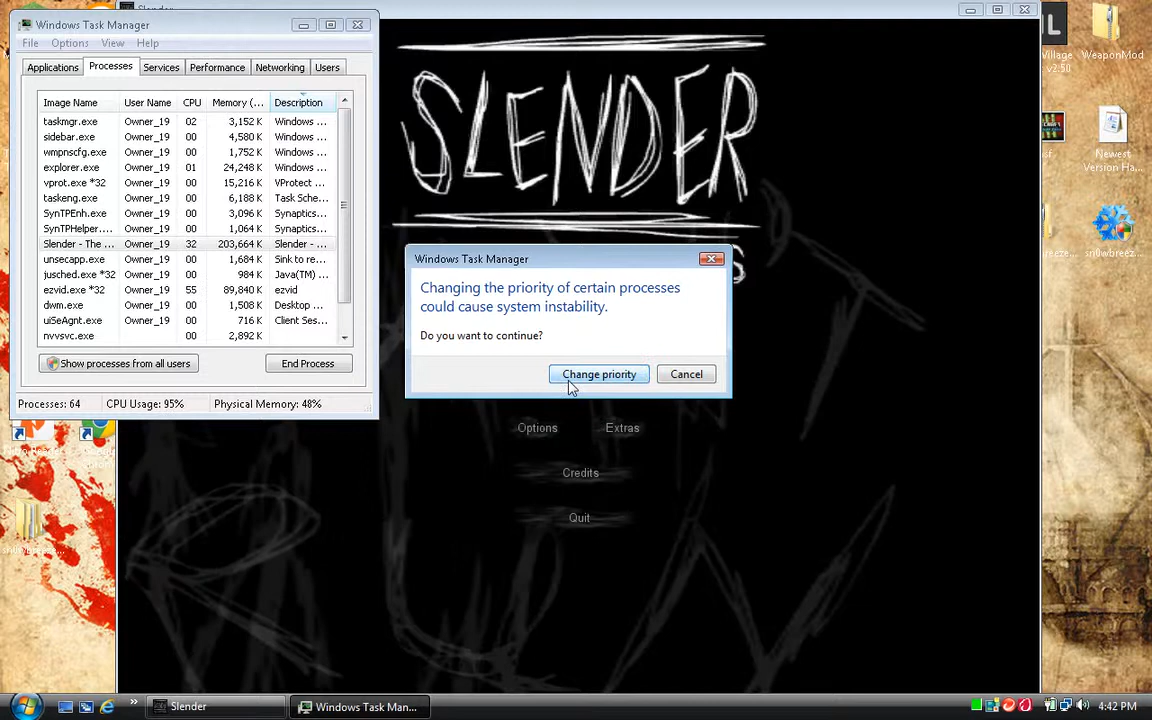 Windows Task Manager
File Options View Help
Applications Processes Services Performance Networking Users
Image Name User Name CPU Memory (... Description
taskmgr.exe Owner_19 02 3,152 K Windows ...
sidebar.exe Owner_19 00 4,580 K Windows ...
wmpnscfg.exe Owner_19 00 1,752 K Windows ...
explorer.exe Owner_19 01 24,248 K Windows ...
vprot.exe *32 Owner_19 00 15,216 K VProtect ...
taskeng.exe Owner_19 00 6,188 K Task Sche...
SynTPEnh.exe Owner_19 00 3,096 K Synaptics...
SynTPHelper.... Owner_19 00 1,064 K Synaptics...
Slender - The ... Owner_19 32 203,664 K Slender - ...
unsecapp.exe Owner_19 00 1,684 K Sink to re...
jusched.exe *32 Owner_19 00 984 K Java(TM) ...
ezvid.exe *32 Owner_19 55 89,840 K ezvid
dwm.exe Owner_19 00 1,508 K Desktop ...
uiSeAgnt.exe Owner_19 00 716 K Client Ses...
nvvsvc.exe 00 2,892 K
Show processes from all users End Process
Processes: 64 CPU Usage: 95% Physical Memory: 48%
Slender
SLENDER
S
Windows Task Manager
Changing the priority of certain processes
could cause system instability.
Do you want to continue?
Change priority Cancel
Options Extras
Credits
Quit
RUN
Village
v2.50
WeaponMod
Newest
Version Ha...
sn0wbreeze...
sn0wbreeze...
Slender Windows Task Man... 4:42 PM